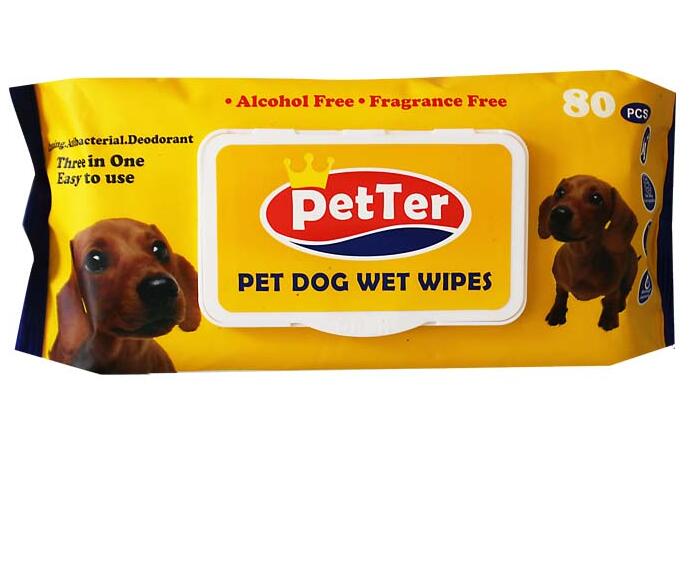 • Alcohol Free • Fragrance Free
80 PCS
Antibacterial.Deodorant
Three in One
Easy to use
PetTer
PET DOG WET WIPES